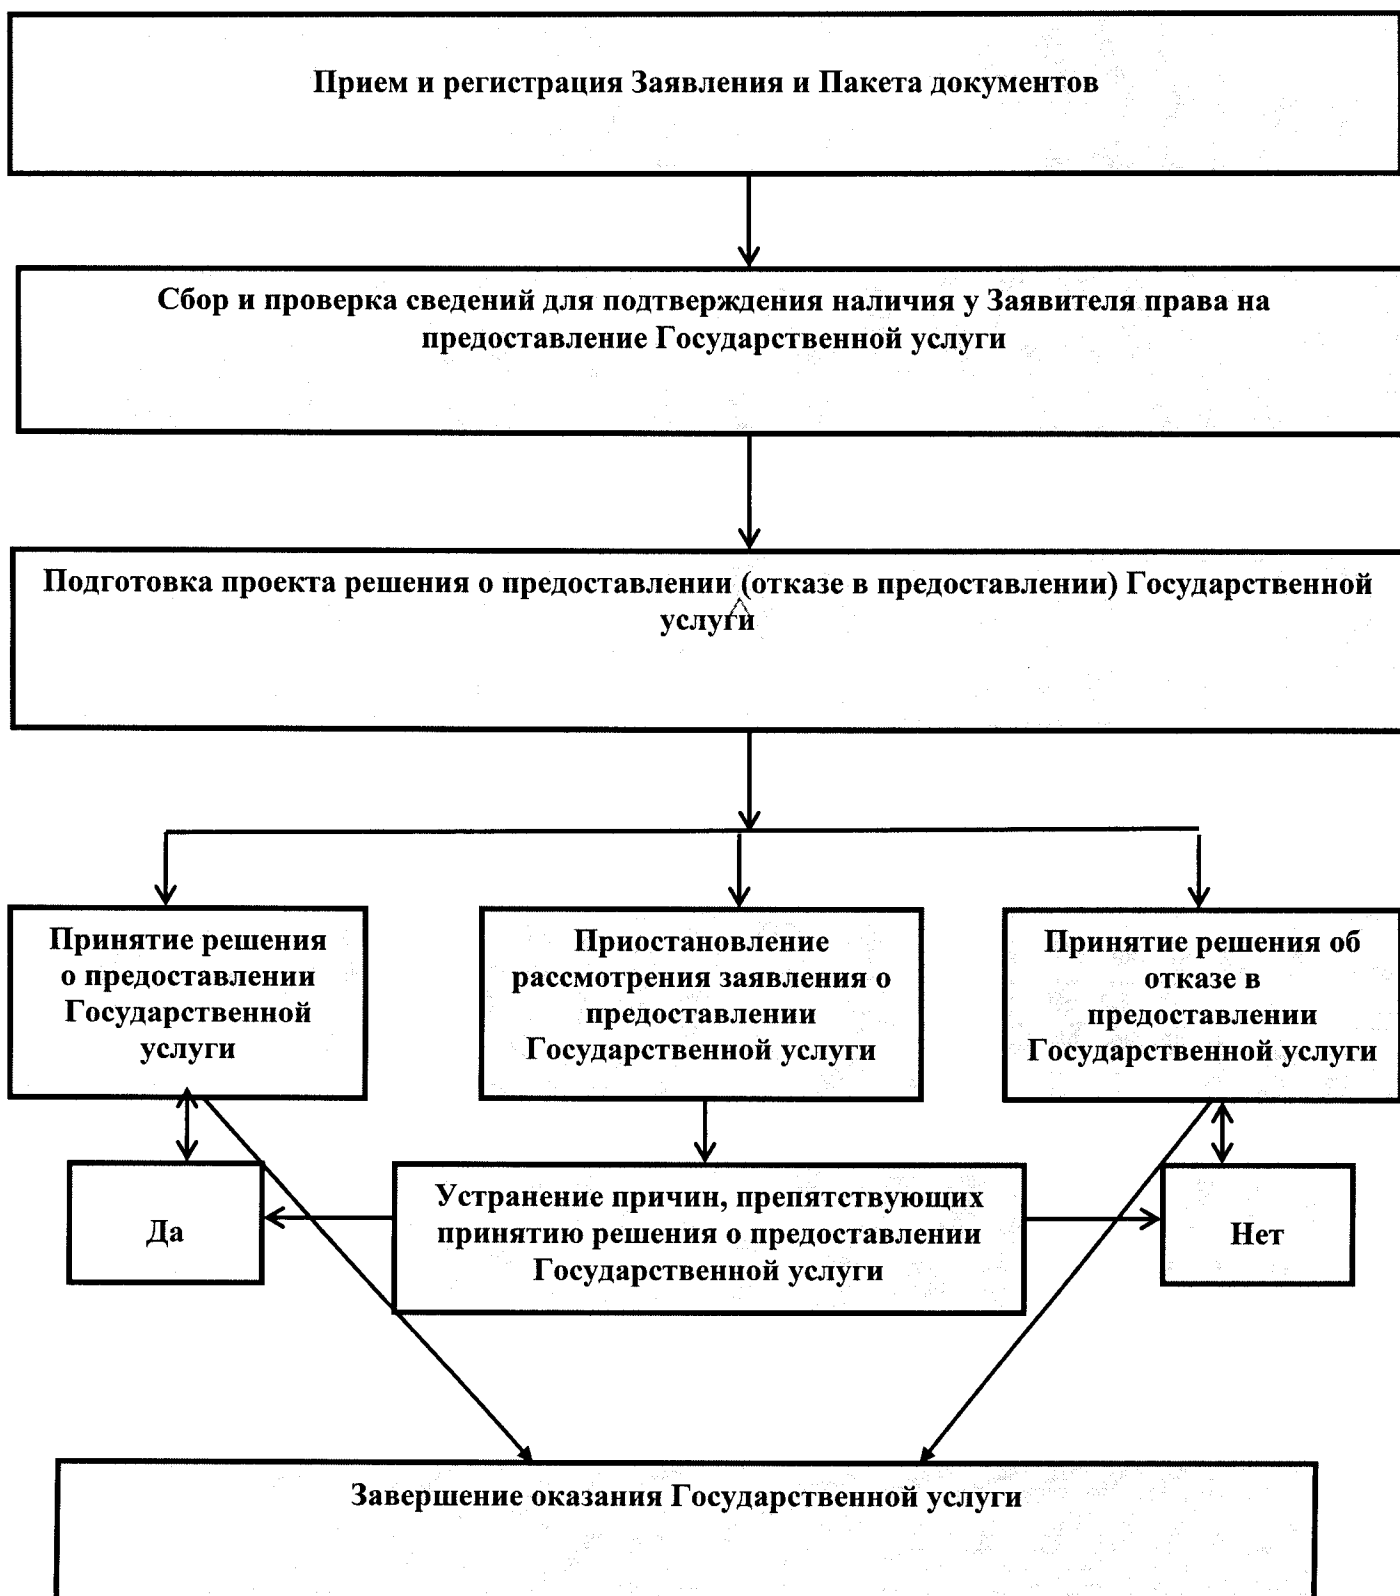 Прием и регистрация Заявления и Пакета документов
Сбор и проверка сведений для подтверждения наличия у Заявителя права на
предоставление Государственной услуги
Подготовка проекта решения о предоставлении (отказе в предоставлении) Государственной
услуги
Принятие решения
о предоставлении
Государственной
услуги
Приостановление
рассмотрения заявления о
предоставлении
Государственной услуги
Принятие решения об
отказе в
предоставлении
Государственной услуги
Да
Устранение причин, препятствующих
принятию решения о предоставлении
Государственной услуги
Нет
Завершение оказания Государственной услуги